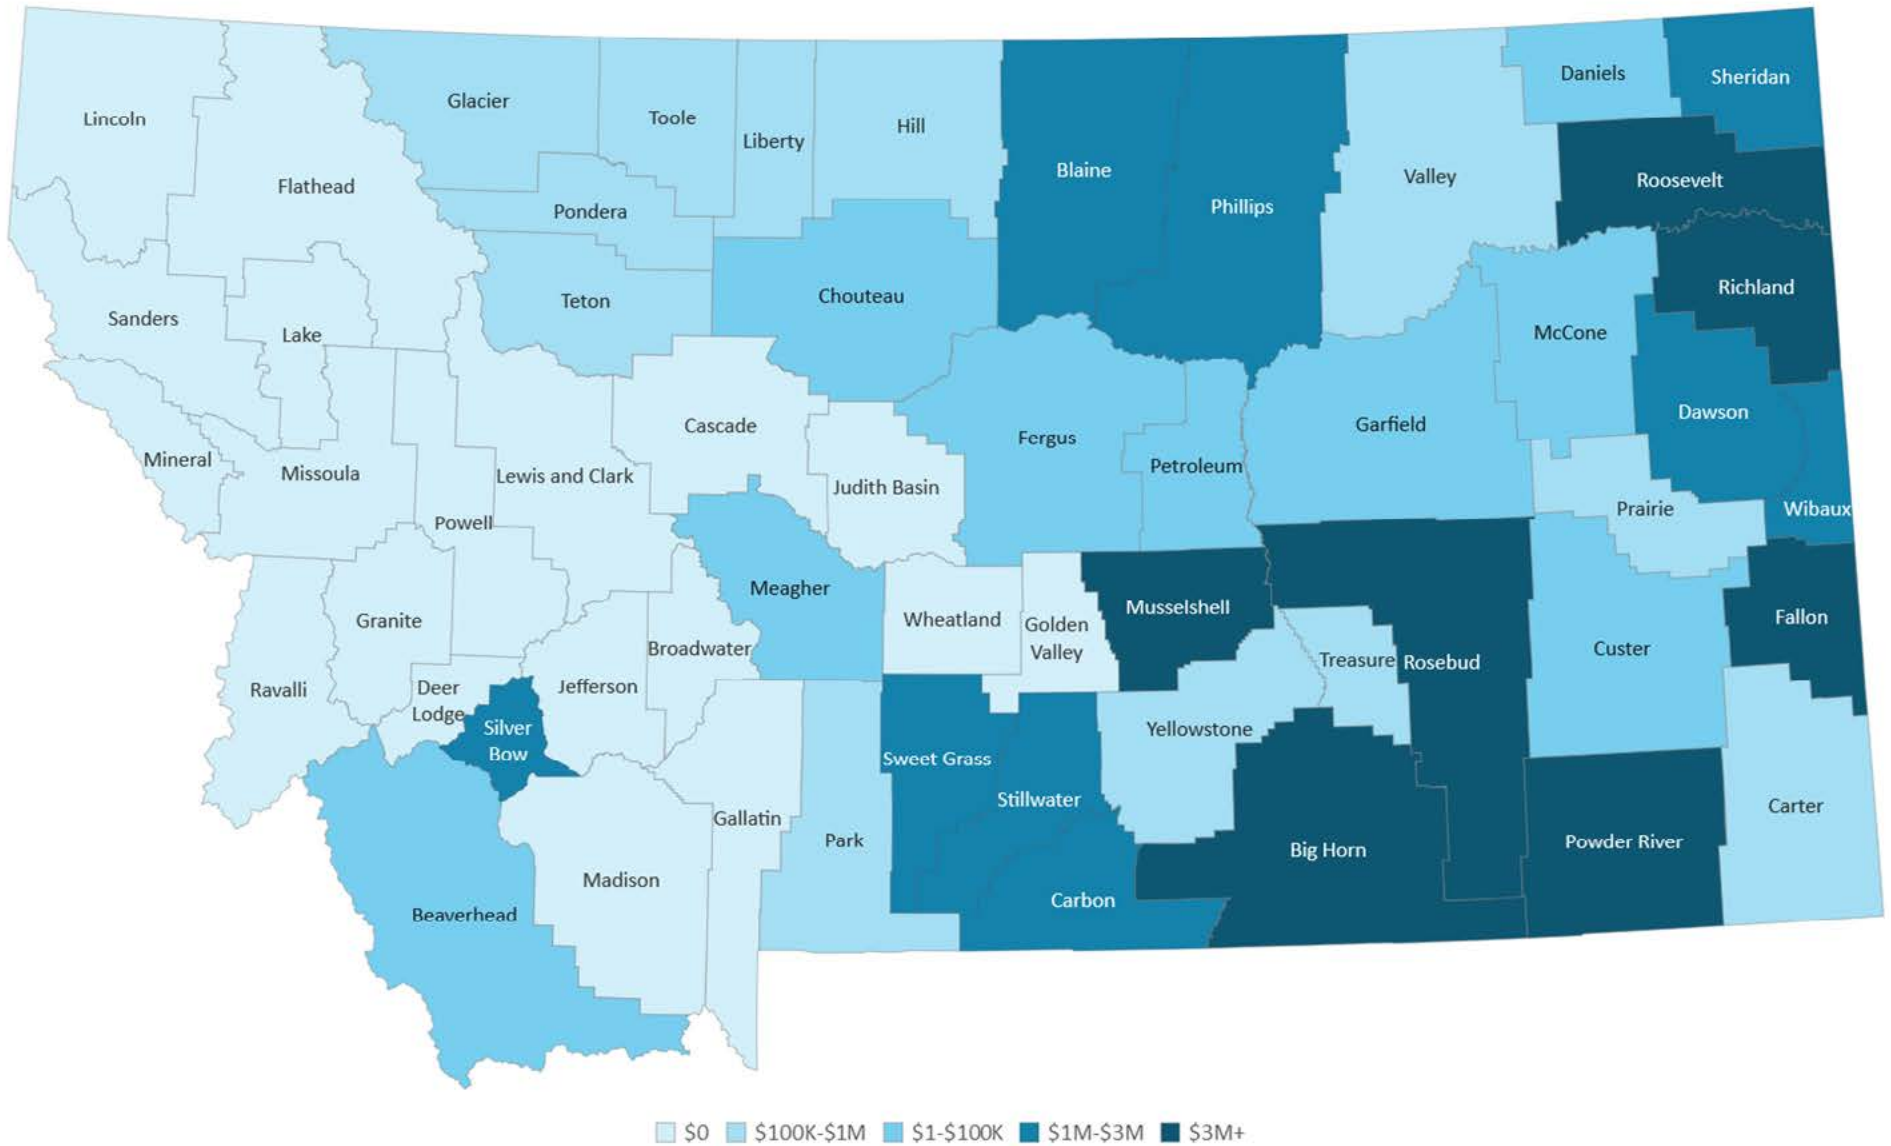 Daniels
Sheridan
Glacier
Lincoln
Toole
Hill
Liberty
Blaine
Valley
Roosevelt
Flathead
Phillips
Pondera
Richland
Teton
Chouteau
Sanders
Lake
McCone
Dawson
Cascade
Garfield
Fergus
Mineral
Missoula
Lewis and Clark
Judith Basin
Petroleum
Prairie
Wibaux
Powell
Meagher
Musselshell
Fallon
Granite
Wheatland
Golden
Valley
Broadwater
Custer
Treasure
Rosebud
Ravalli
Deer
Lodge
Jefferson
Silver
Bow
Yellowstone
Sweet Grass
Stillwater
Carter
Gallatin
Park
Powder River
Big Horn
Madison
Carbon
Beaverhead
$0 $100K-$1M $1-$100K $1M-$3M $3M+